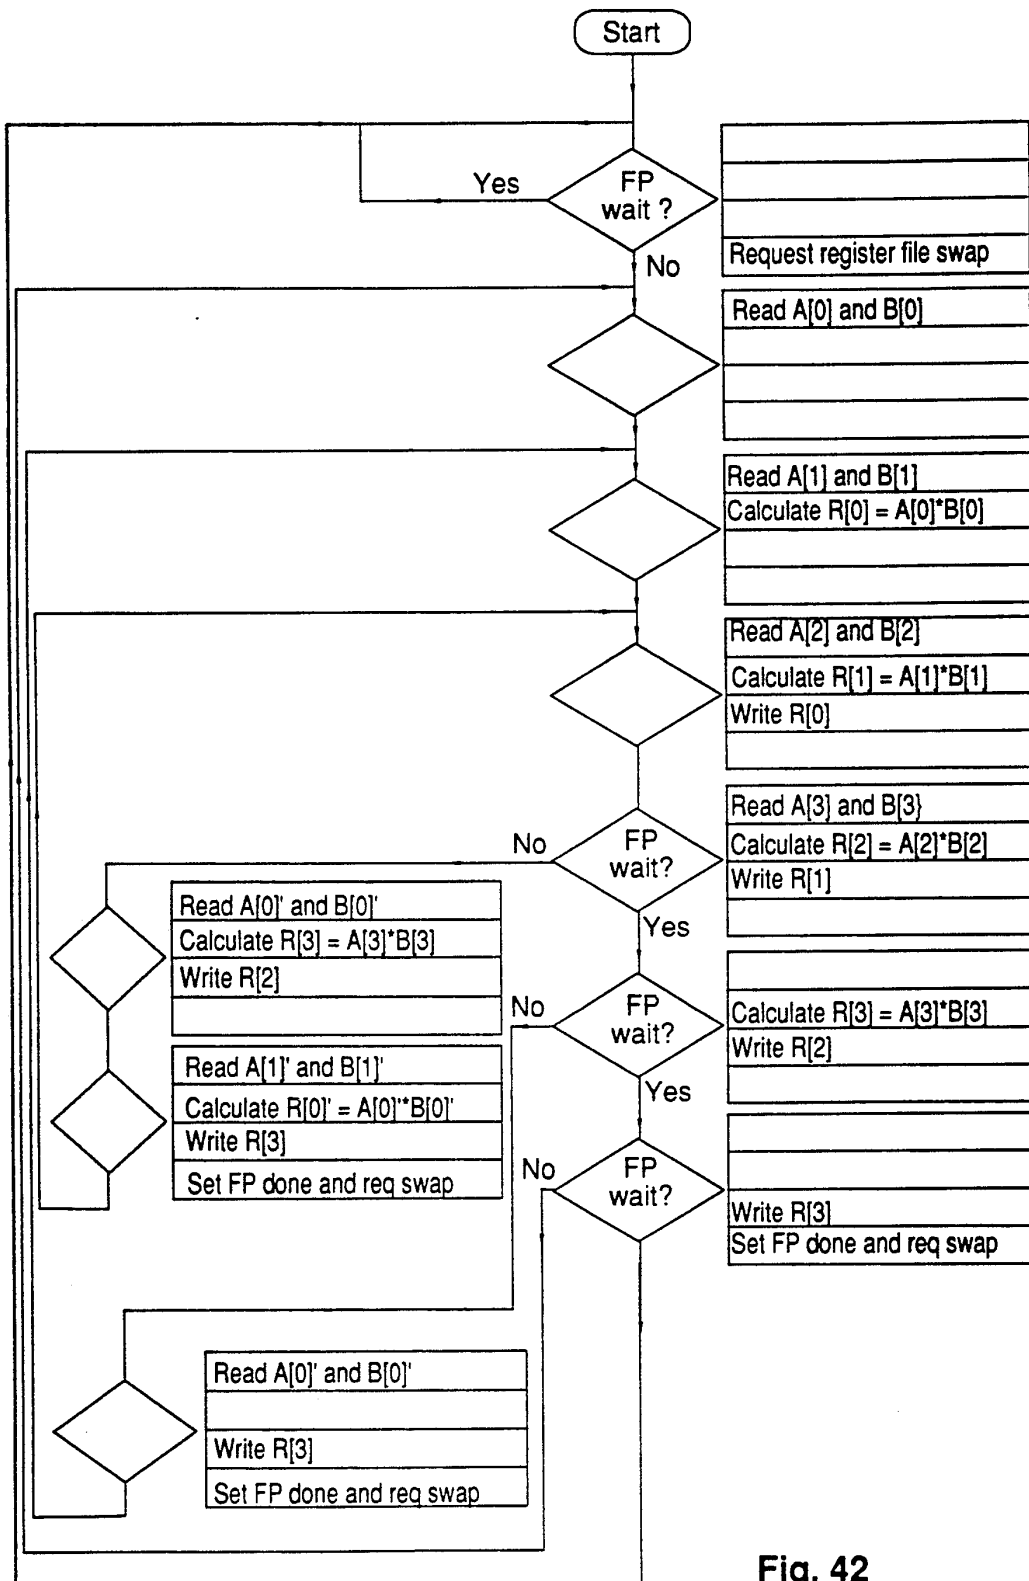 Start
FP
wait ?
Yes
No
Request register file swap
Read A[0] and B[0]
Read A[1] and B[1]
Calculate R[0] = A[0]*B[0]
Read A[2] and B[2]
Calculate R[1] = A[1]*B[1]
Write R[0]
FP
wait?
No
Yes
Read A[3] and B[3}
Calculate R[2] = A[2]*B[2]
Write R[1]
Read A[0]' and B[0]'
Calculate R[3] = A[3]*B[3]
Write R[2]
FP
wait?
No
Yes
Calculate R[3] = A[3]*B[3]
Write R[2]
Read A[1]' and B[1]'
Calculate R[0]' = A[0]'*B[0]'
Write R[3]
Set FP done and req swap
FP
wait?
No
Write R[3]
Set FP done and req swap
Read A[0]' and B[0]'
Write R[3]
Set FP done and req swap
Fig. 42